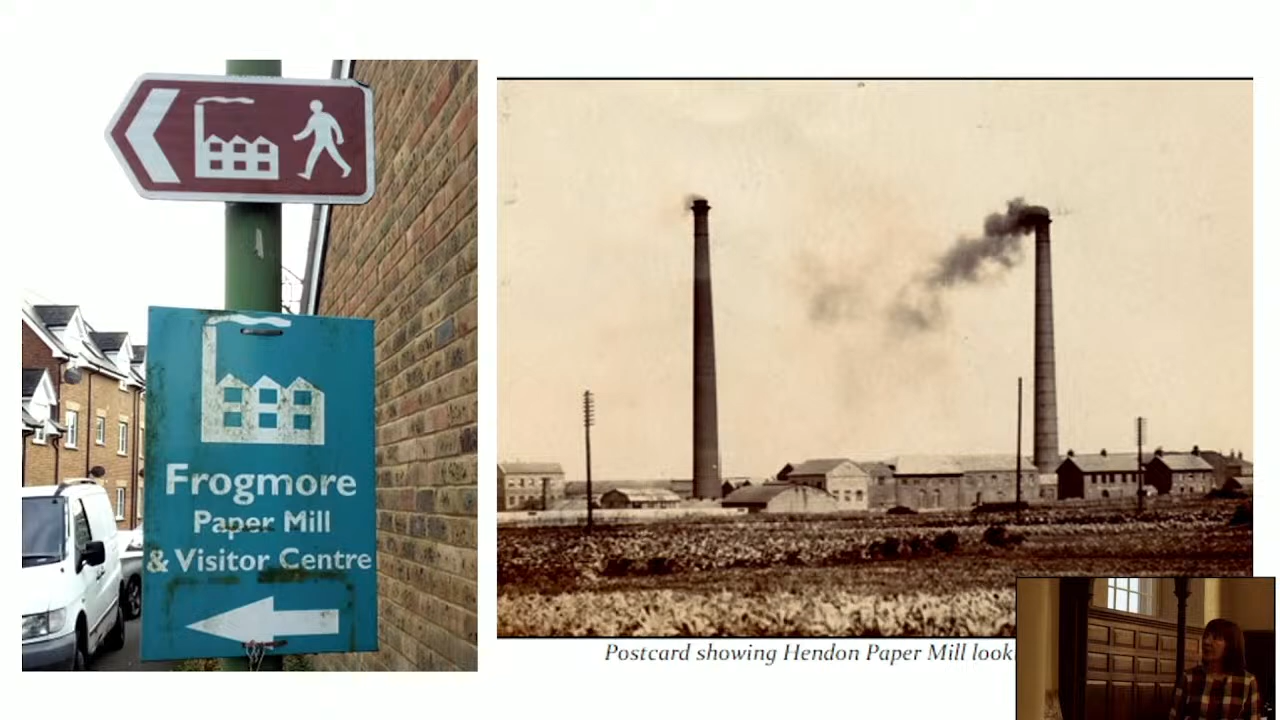 Frogmore
Paper Mill
& Visitor Centre
Postcard showing Hendon Paper Mill look